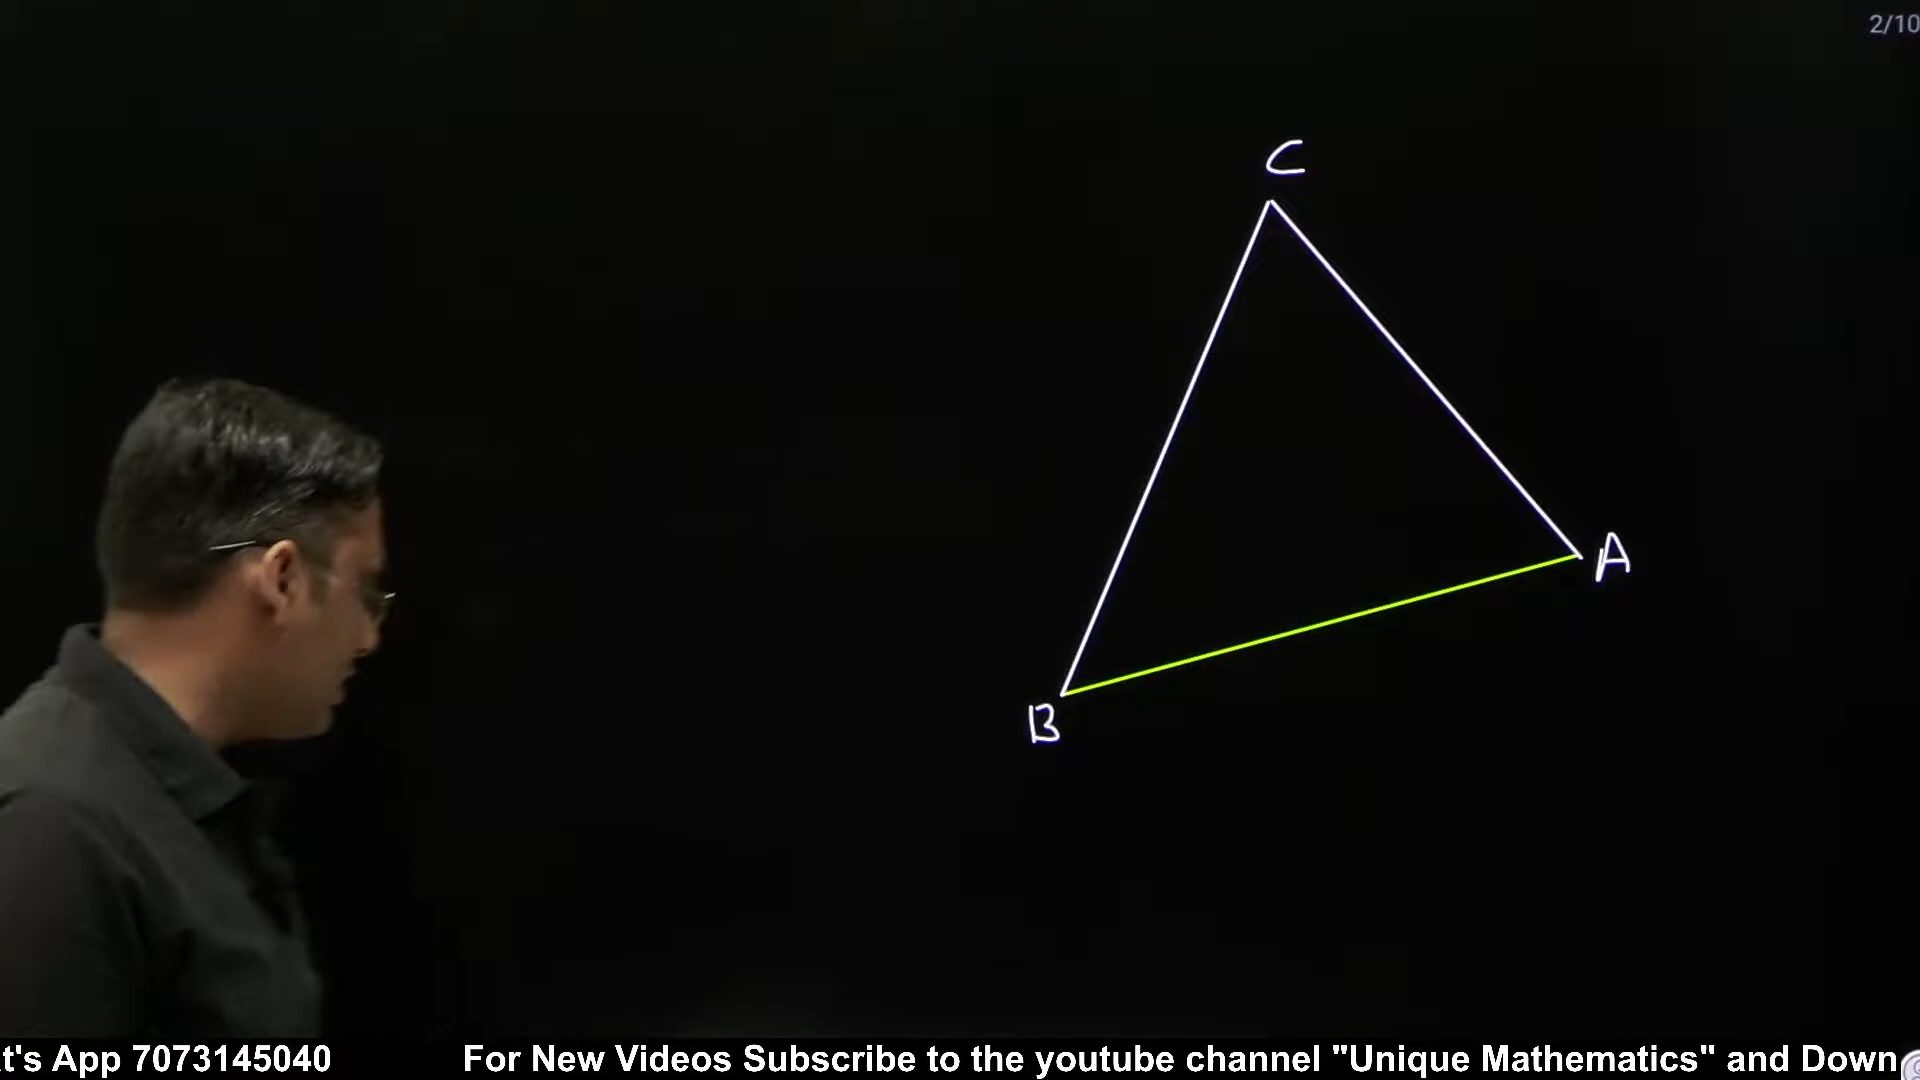 2/10
C
A
B
t's App 7073145040 For New Videos Subscribe to the youtube channel "Unique Mathematics" and Down